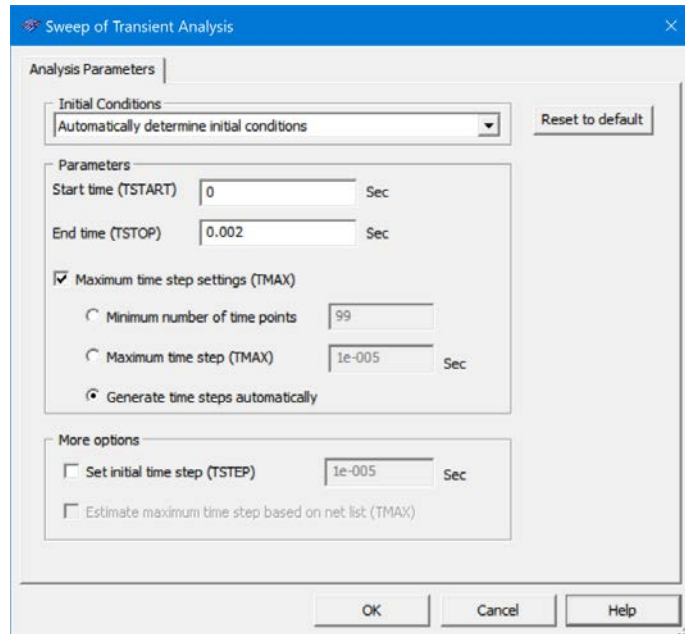 Sweep of Transient Analysis
Analysis Parameters
Initial Conditions
Automatically determine initial conditions
Reset to default
Parameters
Start time (TSTART) 0 Sec
End time (TSTOP) 0.002 Sec
Maximum time step settings (TMAX)
Minimum number of time points 99
Maximum time step (TMAX) 1e-005 Sec
Generate time steps automatically
More options
Set initial time step (TSTEP) 1e-005 Sec
Estimate maximum time step based on net list (TMAX)
OK Cancel Help